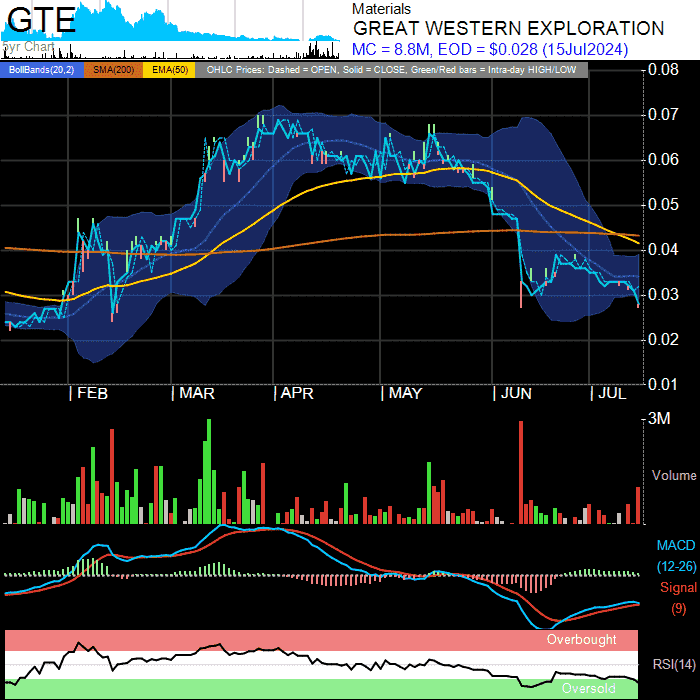 GTE
5yr Chart
Materials
GREAT WESTERN EXPLORATION
MC = 8.8M, EOD = $0.028 (15Jul2024)
BollBands(20,2) SMA(200) EMA(50) OHLC Prices: Dashed = OPEN, Solid = CLOSE, Green/Red bars = Intra-day HIGH/LOW
0.08
0.07
0.06
0.05
0.04
0.03
0.02
0.01
FEB MAR APR MAY JUN JUL
3M
Volume
MACD
(12-26)
Signal
(9)
Overbought
RSI(14)
Oversold